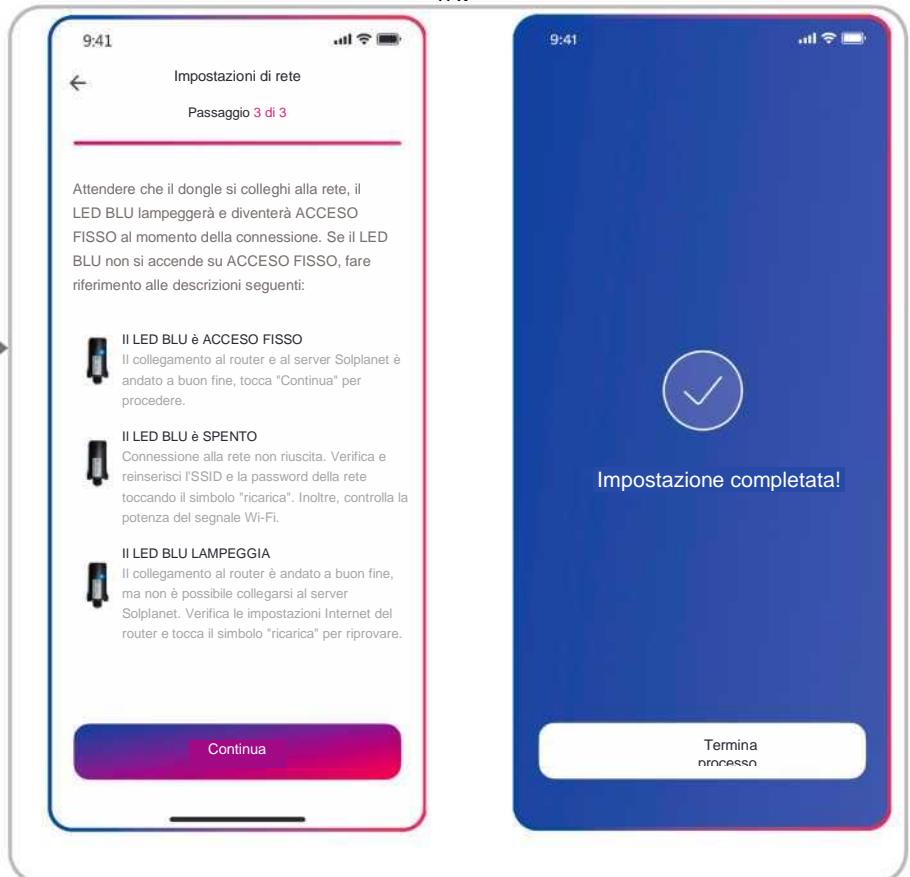 9:41
Impostazioni di rete
Passaggio 3 di 3
Attendere che il dongle si colleghi alla rete, il
LED BLU lampeggerà e diventerà ACCESO
FISSO al momento della connessione. Se il LED
BLU non si accende su ACCESO FISSO, fare
riferimento alle descrizioni seguenti:
Il LED BLU è ACCESO FISSO
Il collegamento al router e al server Solplanet è
andato a buon fine, tocca "Continua" per
procedere.
Il LED BLU è SPENTO
Connessione alla rete non riuscita. Verifica e
reinserisci l'SSID e la password della rete
toccando il simbolo "ricarica". Inoltre, controlla la
potenza del segnale Wi-Fi.
Il LED BLU LAMPEGGIA
Il collegamento al router è andato a buon fine,
ma non è possibile collegarsi al server
Solplanet. Verifica le impostazioni Internet del
router e tocca il simbolo "ricarica" per riprovare.
Continua
9:41
Impostazione completata!
Termina
processo